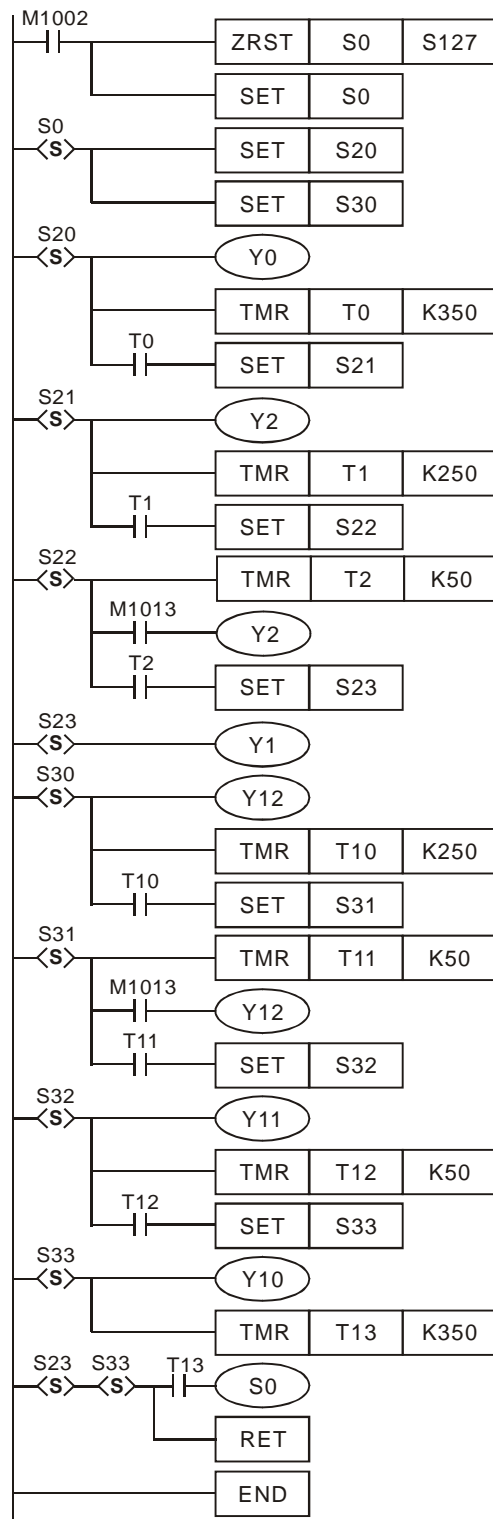 M1002
ZRST S0 S127
SET S0
S0
S SET S20
SET S30
S20
S Y0
TMR T0 K350
T0
SET S21
S21
S Y2
TMR T1 K250
T1
SET S22
S22
S TMR T2 K50
M1013
Y2
T2
SET S23
S23
S Y1
S30
S Y12
TMR T10 K250
T10
SET S31
S31
S TMR T11 K50
M1013
Y12
T11
SET S32
S32
S Y11
TMR T12 K50
T12
SET S33
S33
S Y10
TMR T13 K350
S23 S33 T13
S S S0
RET
END